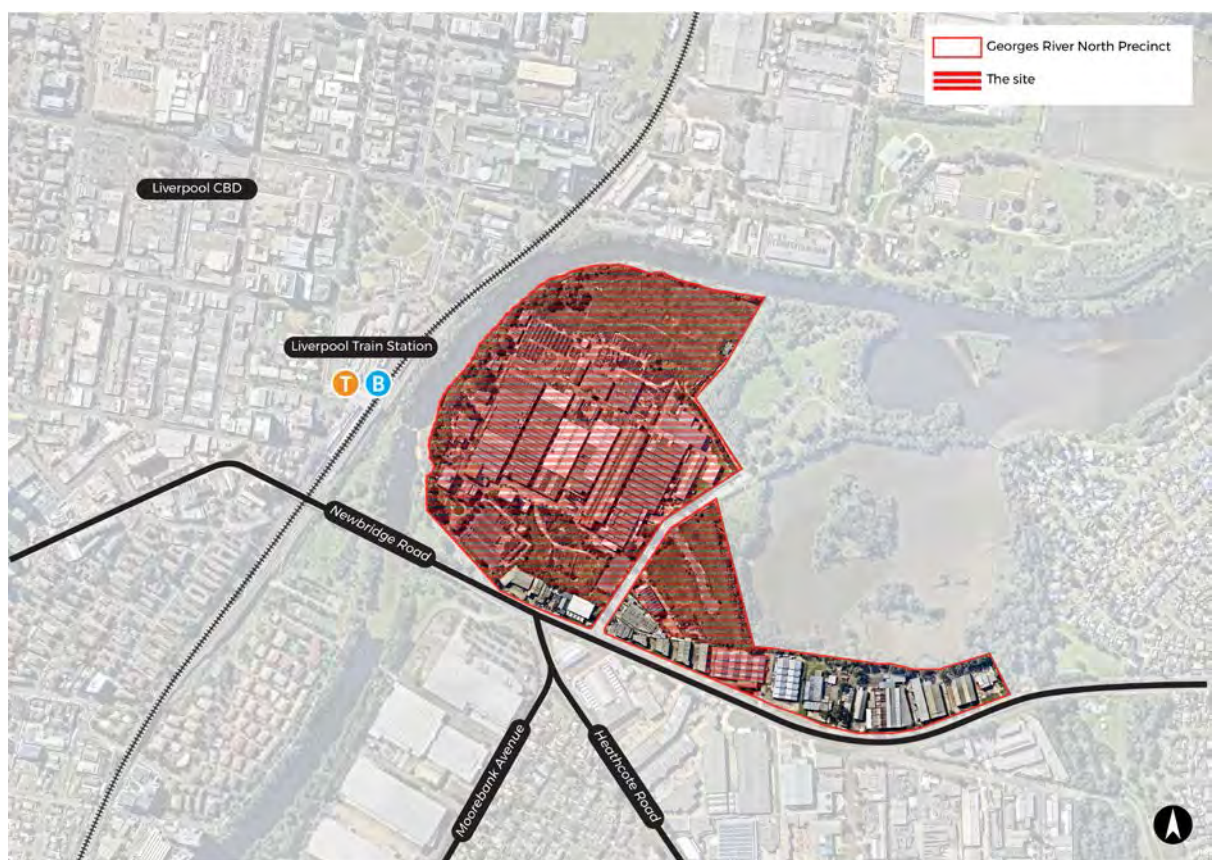 Georges River North Precinct
The site
Liverpool CBD
Liverpool Train Station
T B
Newbridge Road
Moorebank Avenue
Heathcote Road